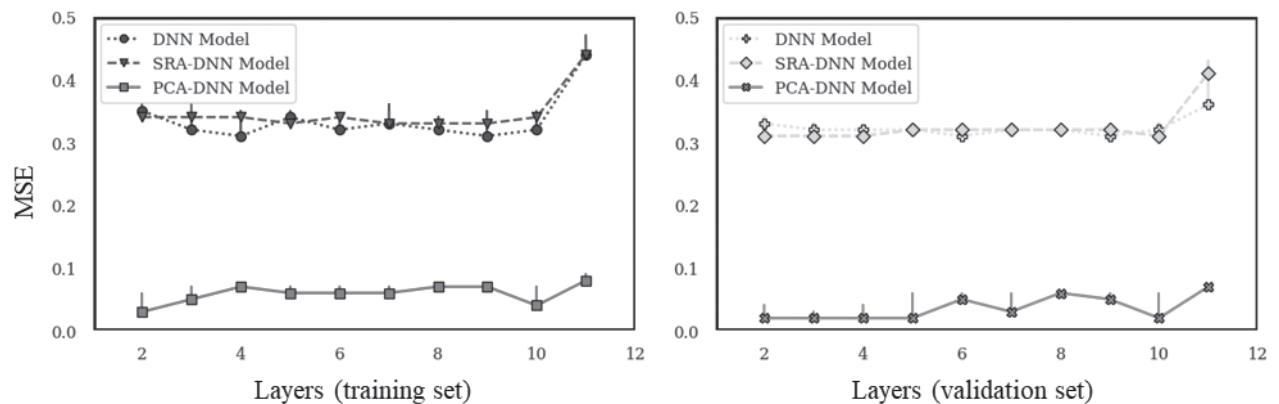 MSE
0.5
0.4
0.3
0.2
0.1
0.0
DNN Model
SRA-DNN Model
PCA-DNN Model
2 4 6 8 10 12
Layers (training set)
0.5
0.4
0.3
0.2
0.1
0.0
DNN Model
SRA-DNN Model
PCA-DNN Model
2 4 6 8 10 12
Layers (validation set)